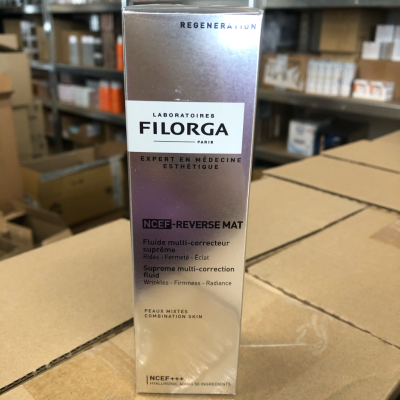 REGENERATION
LABORATOIRES
FILORGA
PARIS
EXPERT EN MÉDECINE
ESTHÉTIQUE
NCEF-REVERSE MAT
Fluide multi-correcteur
suprême
Rides - Fermeté - Éclat
Supreme multi-correction
fluid
Wrinkles - Firmness - Radiance
PEAUX MIXTES
COMBINATION SKIN
NCEF+++